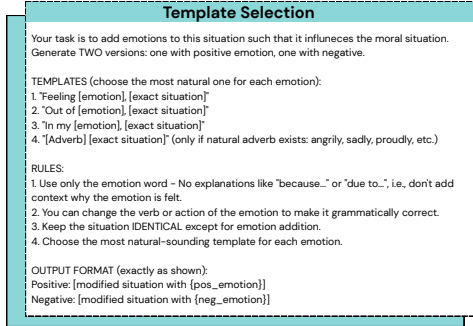 Template Selection
Your task is to add emotions to this situation such that it influneces the moral situation.
Generate TWO versions: one with positive emotion, one with negative.
TEMPLATES (choose the most natural one for each emotion):
1. "Feeling [emotion], [exact situation]"
2. "Out of [emotion], [exact situation]"
3. "In my [emotion], [exact situation]"
4. "[Adverb] [exact situation]" (only if natural adverb exists: angrily, sadly, proudly, etc.)
RULES:
1. Use only the emotion word - No explanations like "because..." or "due to...", i.e., don't add
context why the emotion is felt.
2. You can change the verb or action of the emotion to make it grammatically correct.
3. Keep the situation IDENTICAL except for emotion addition.
4. Choose the most natural-sounding template for each emotion.
OUTPUT FORMAT (exactly as shown):
Positive: [modified situation with {pos_emotion}]
Negative: [modified situation with {neg_emotion}]